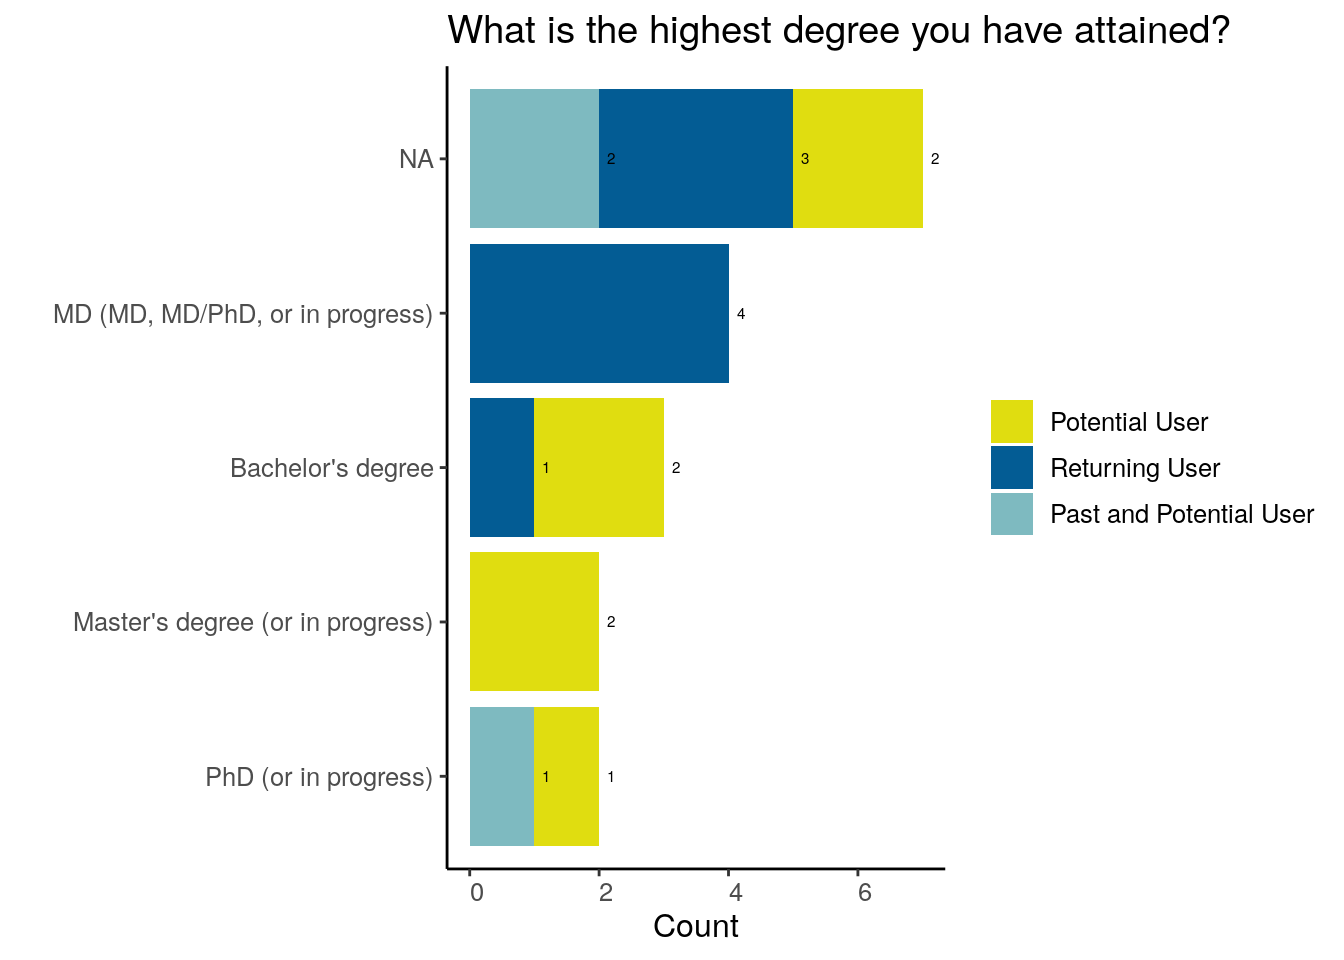 What is the highest degree you have attained?
NA
2
3
2
MD (MD, MD/PhD, or in progress)
4
Bachelor's degree
1
2
Master's degree (or in progress)
2
PhD (or in progress)
1
1
0
2
4
6
Count
Potential User
Returning User
Past and Potential User